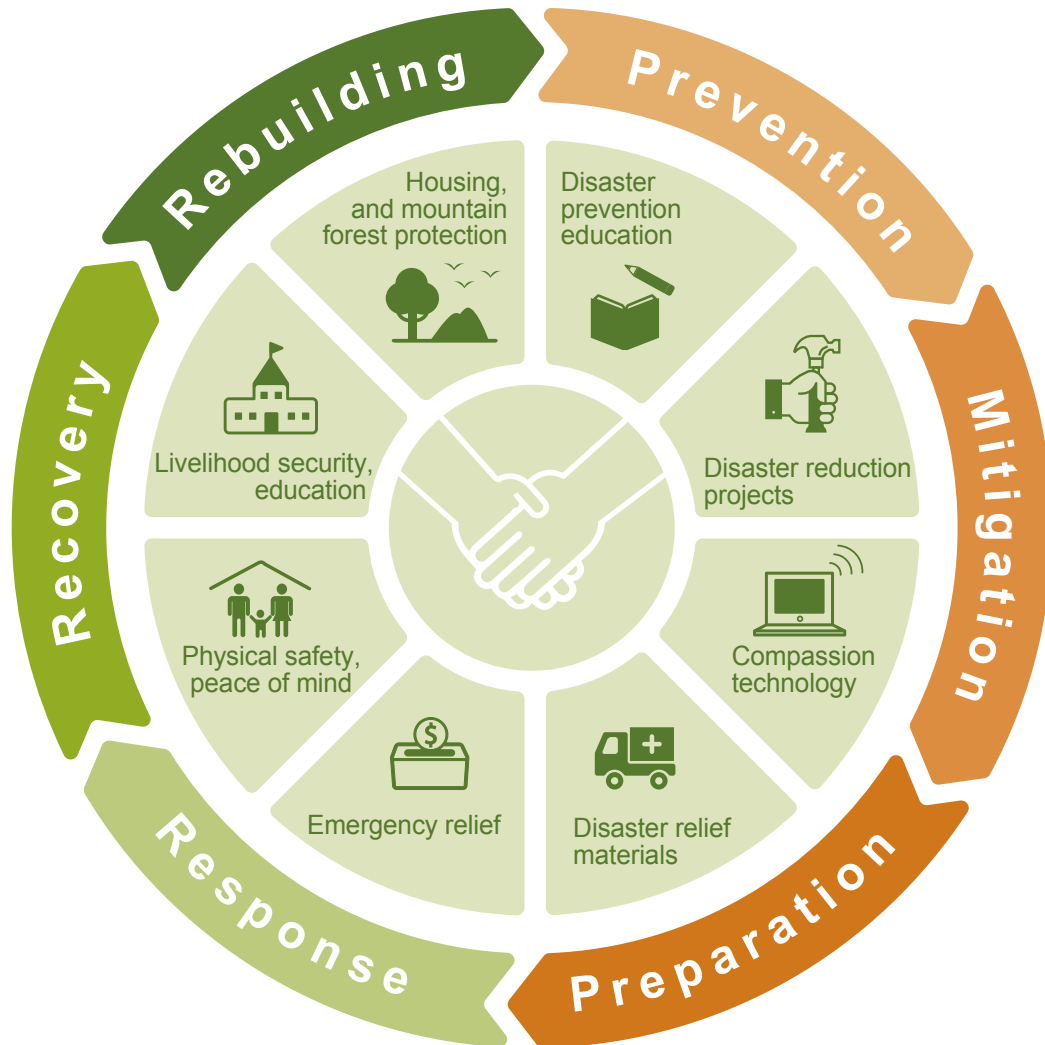 Rebuilding
Prevention
Mitigation
Preparation
Response
Recovery
Housing,
and mountain
forest protection
Disaster
prevention
education
Disaster reduction
projects
Compassion
technology
Disaster relief
materials
Emergency relief
$
Physical safety,
peace of mind
Livelihood security,
education